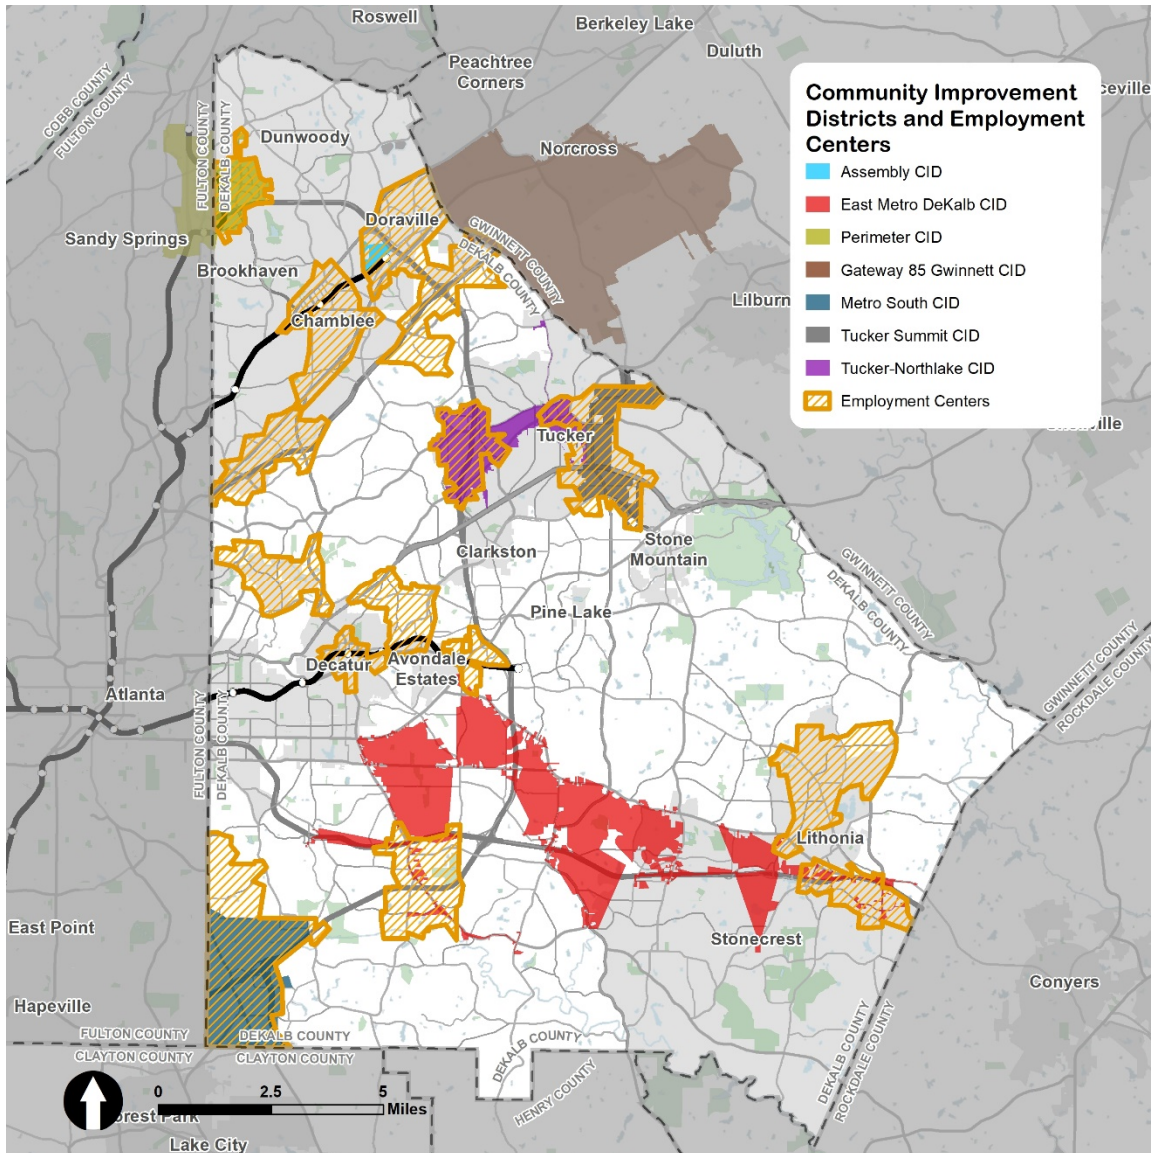 Roswell
Berkeley Lake
Duluth
Peachtree
Corners
COBB COUNTY
FULTON COUNTY
Community Improvement
Districts and Employment
Centers
Assembly CID
East Metro DeKalb CID
Perimeter CID
Gateway 85 Gwinnett CID
Metro South CID
Tucker Summit CID
Tucker-Northlake CID
Employment Centers
Dunwoody
Norcross
FULTON COUNTY
DEKALB COUNTY
Doraville
Sandy Springs
GWINNETT COUNTY
DEKALB COUNTY
Brookhaven
Lilburn
Chamblee
Tucker
Clarkston
Stone
Mountain
GWINNETT COUNTY
DEKALB COUNTY
Pine Lake
Decatur
Avondale
Estates
Atlanta
GWINNETT COUNTY
ROCKDALE COUNTY
FULTON COUNTY
DEKALB COUNTY
Lithonia
East Point
Stonecrest
Conyers
Hapeville
FULTON COUNTY
DEKALB COUNTY
CLAYTON COUNTY
CLAYTON COUNTY
DEKALB COUNTY
HENRY COUNTY
DEKALB COUNTY
ROCKDALE COUNTY
0 2.5 5
Miles
orest Park
Lake City